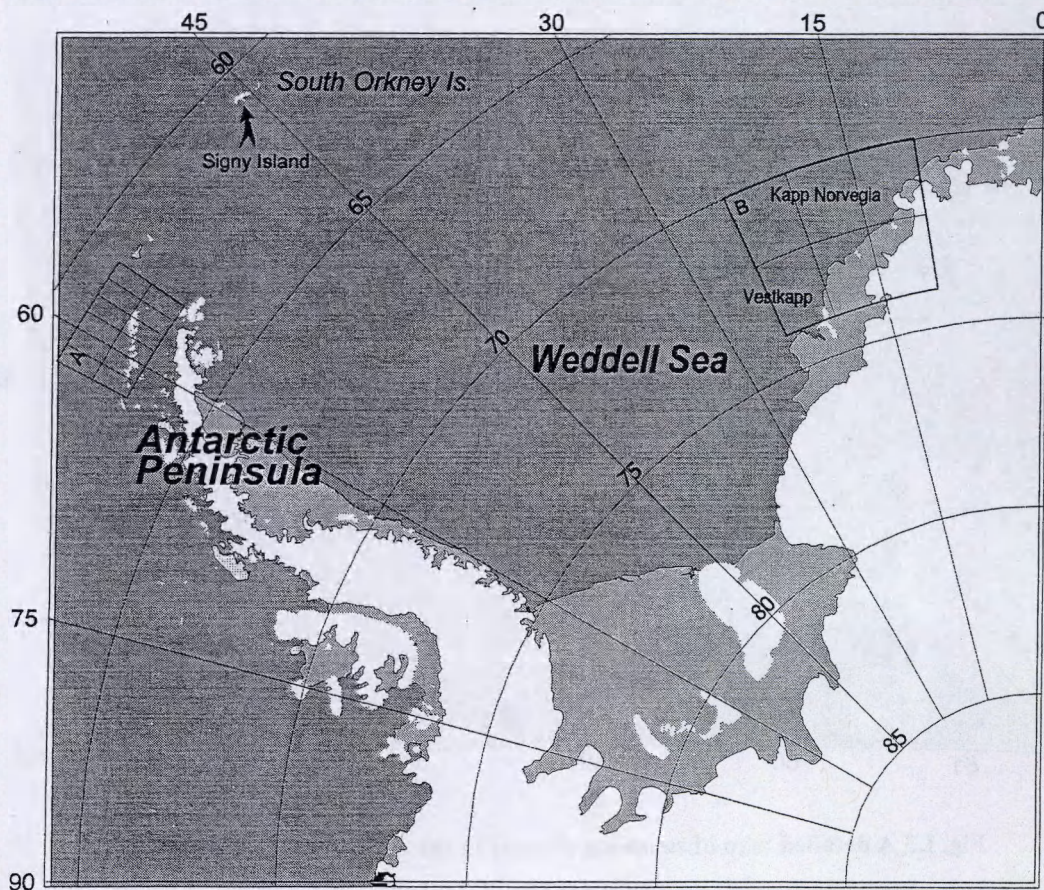 45
30
15
0
60
South Orkney Is.
Signy Island
65
B
Kapp Norvegia
Vestkapp
60
A
70
Weddell Sea
Antarctic
Peninsula
75
80
75
85
90